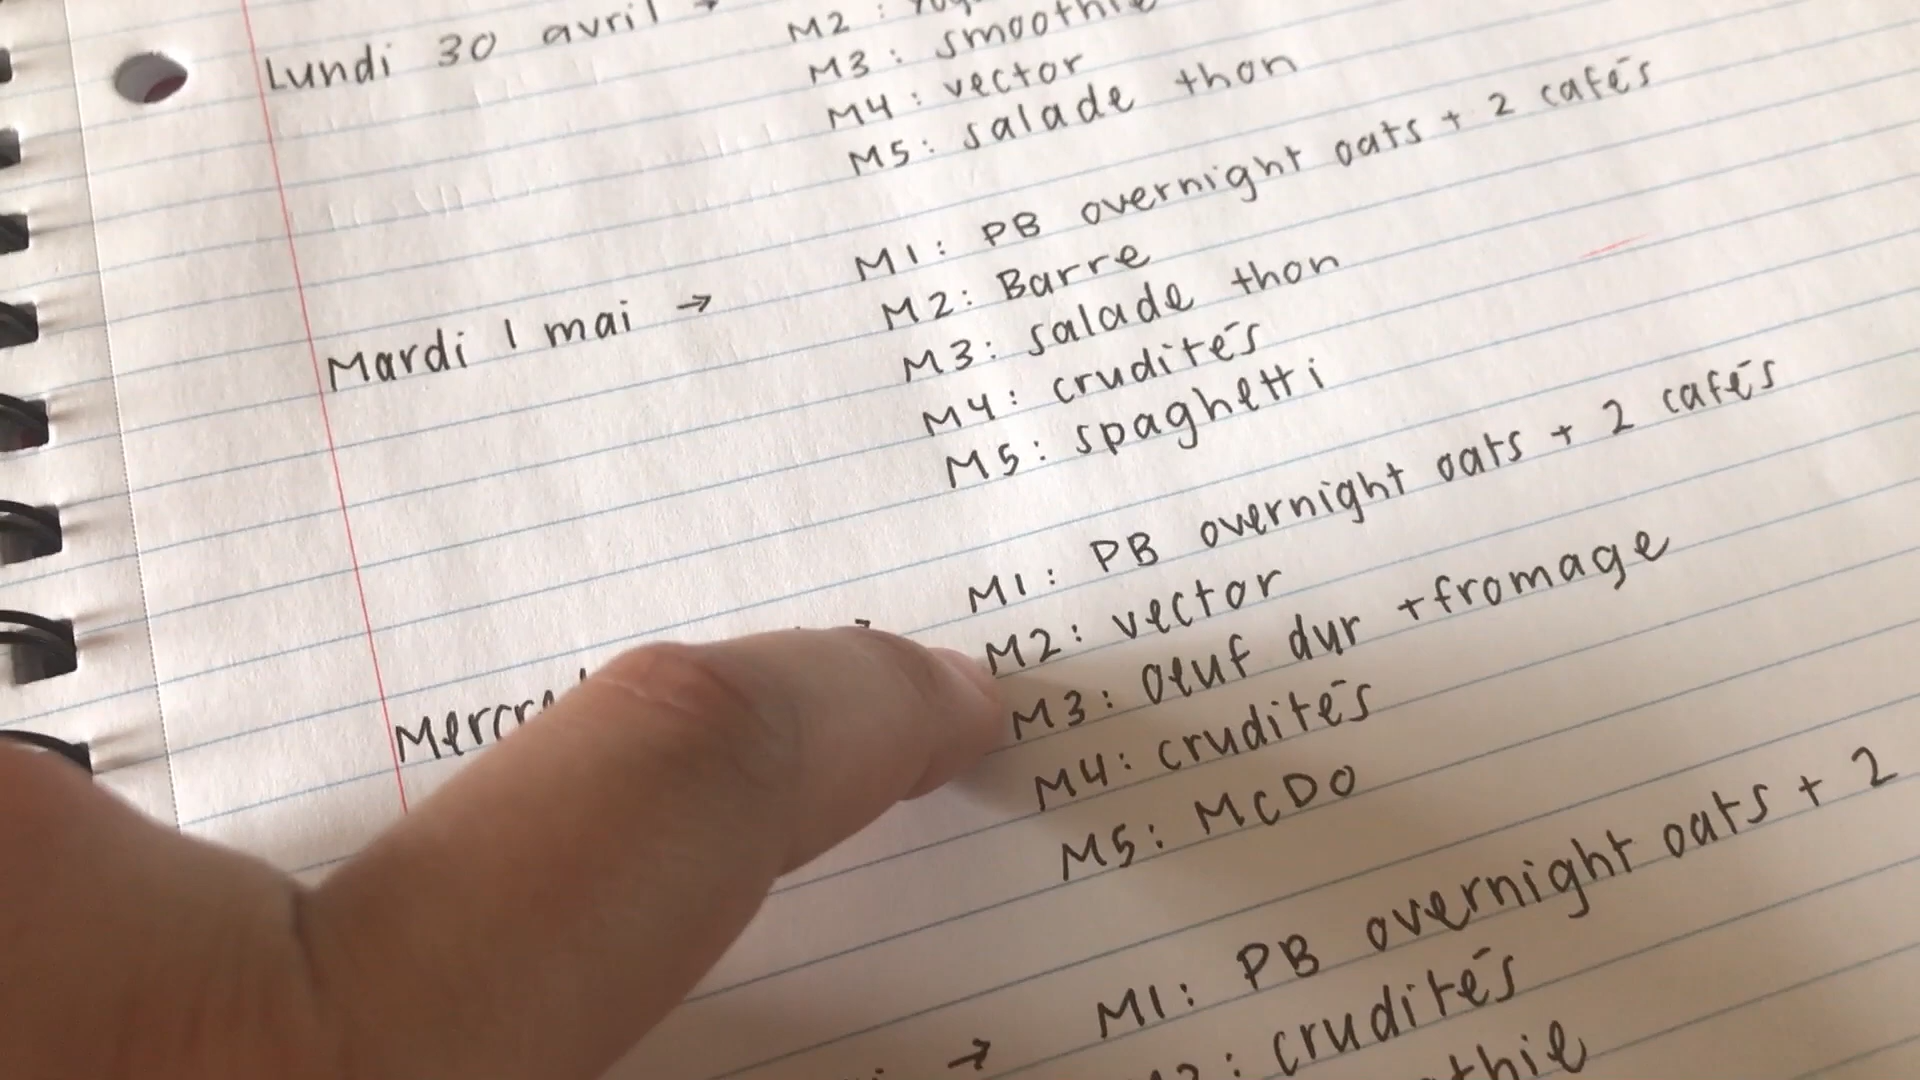 Lundi 30 avril →
M2 :
M3 : smoothie
M4 : vector
M5 : salade thon
Mardi 1 mai → M1 : PB overnight oats + 2 cafés
M2 : Barre
M3 : salade thon
M4 : crudités
M5 : spaghetti
M1 : PB overnight oats + 2 cafés
M2 : vector
M3 : oeuf dur + fromage
M4 : crudités
M5 : MCDO
→ M1 : PB overnight oats + 2
: crudités